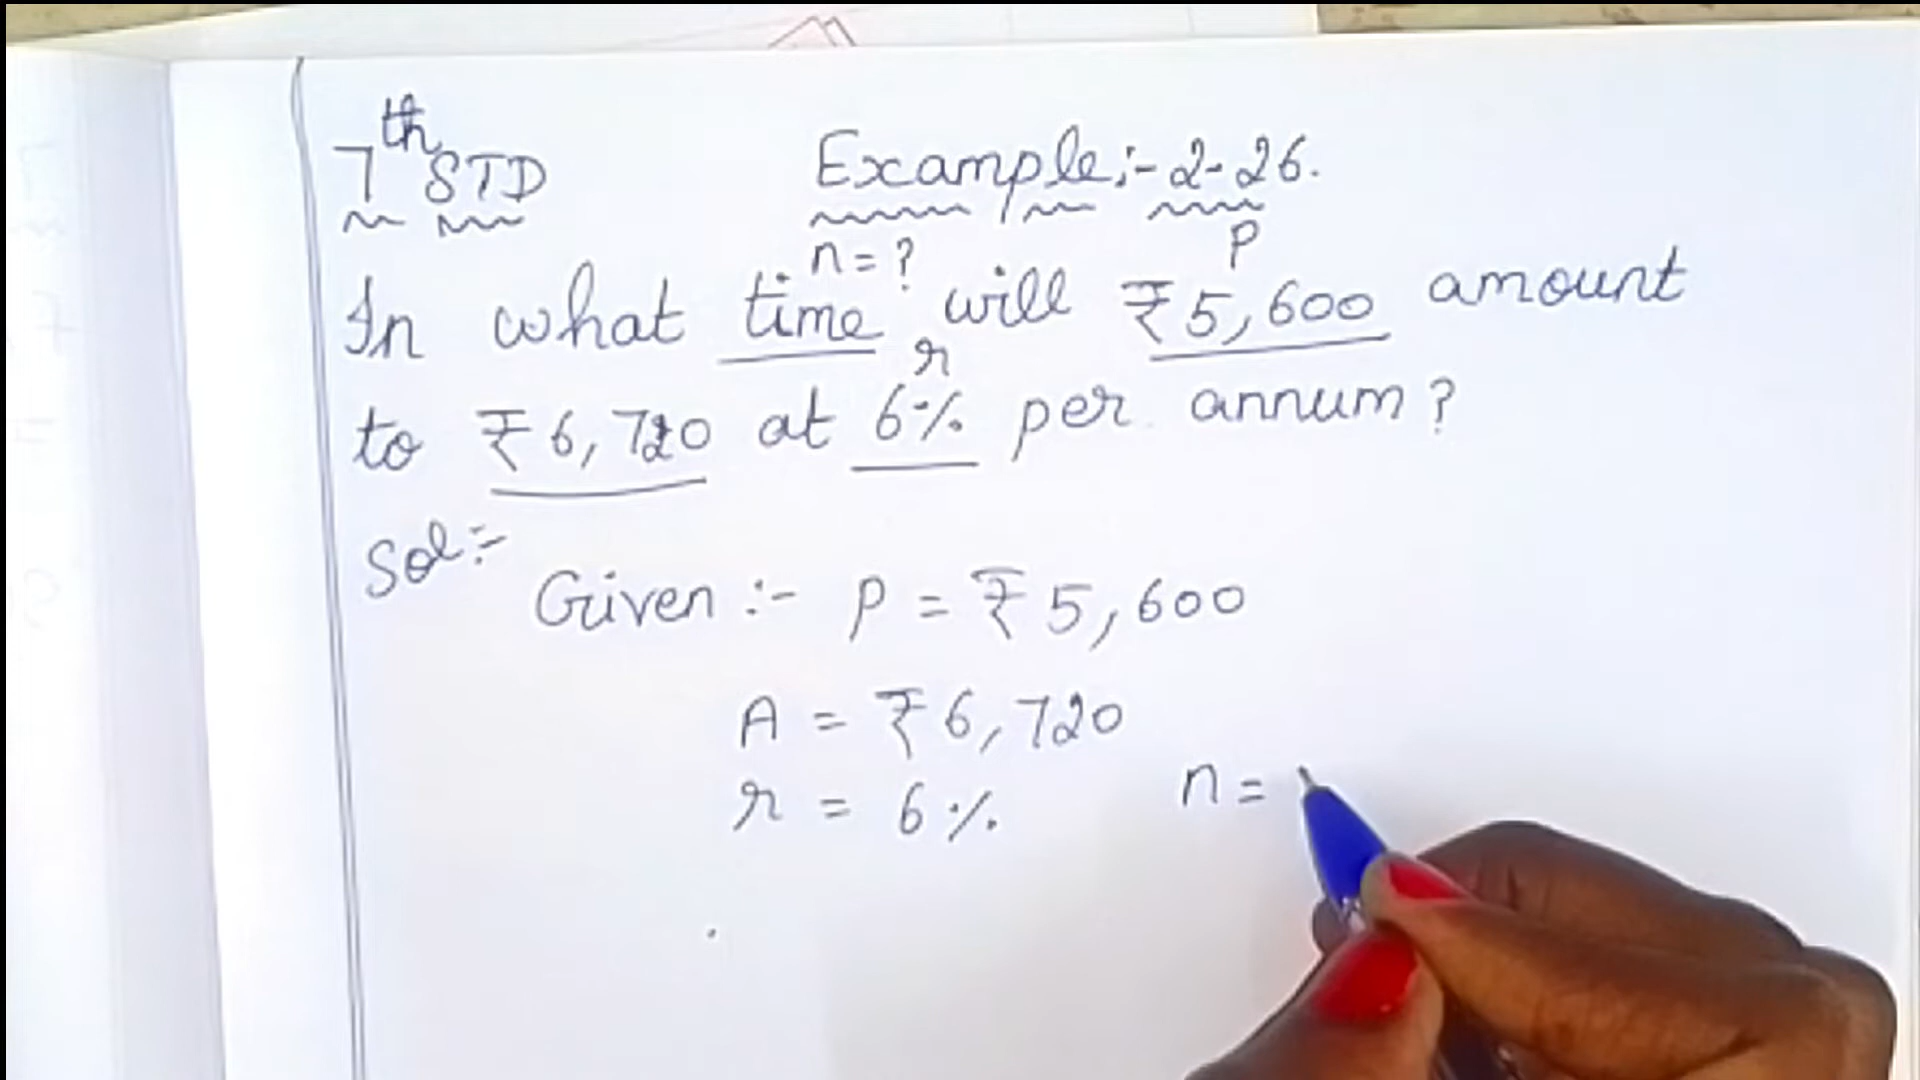 7th STD Example:-2.26.
n=? P
In what time will ₹5,600 amount
r
to ₹6,720 at 6% per annum?
Sol:-
Given :- P = ₹5,600
A = ₹6,720
r = 6% n =